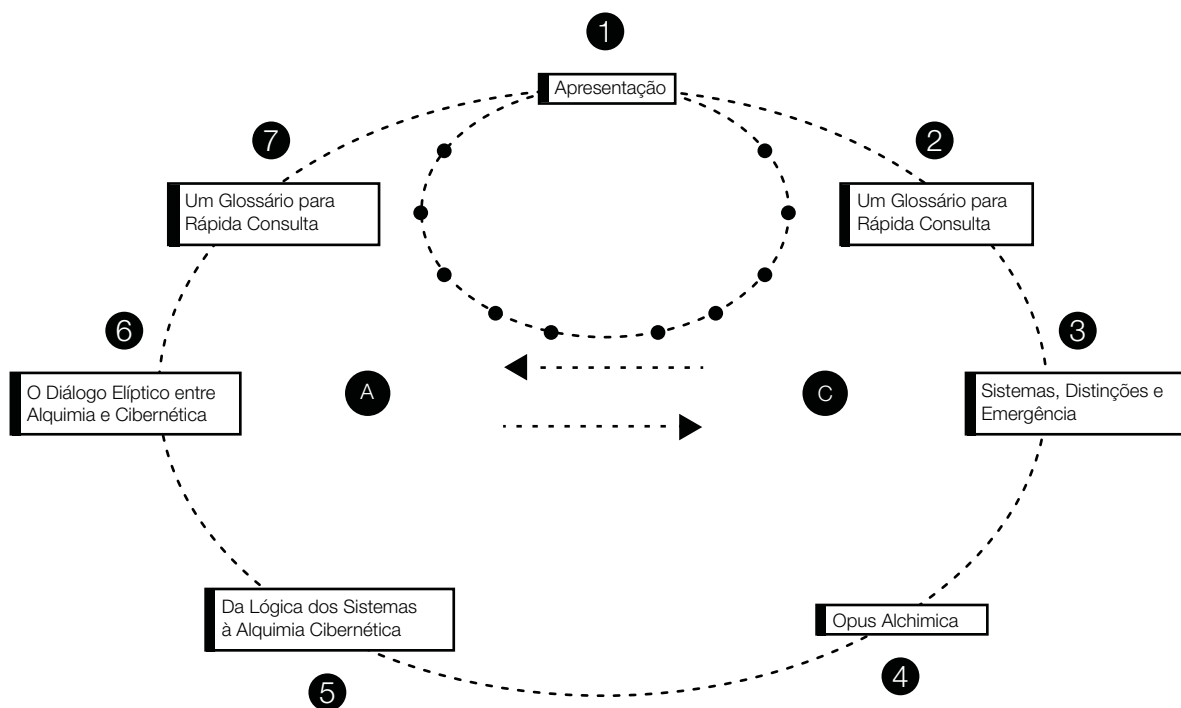 1
Apresentação
7
2
Um Glossário para
Rápida Consulta
Um Glossário para
Rápida Consulta
6
3
O Diálogo Elíptico entre
Alquimia e Cibernética
A
C
Sistemas, Distinções e
Emergência
Da Lógica dos Sistemas
à Alquimia Cibernética
Opus Alchimica
5
4